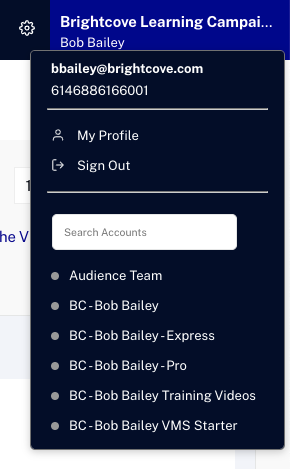 Brightcove Learning Campai...
Bob Bailey
bbailey@brightcove.com
6146886166001
My Profile
Sign Out
1
he V
Search Accounts
Audience Team
BC - Bob Bailey
BC - Bob Bailey - Express
BC - Bob Bailey - Pro
BC - Bob Bailey Training Videos
BC - Bob Bailey VMS Starter